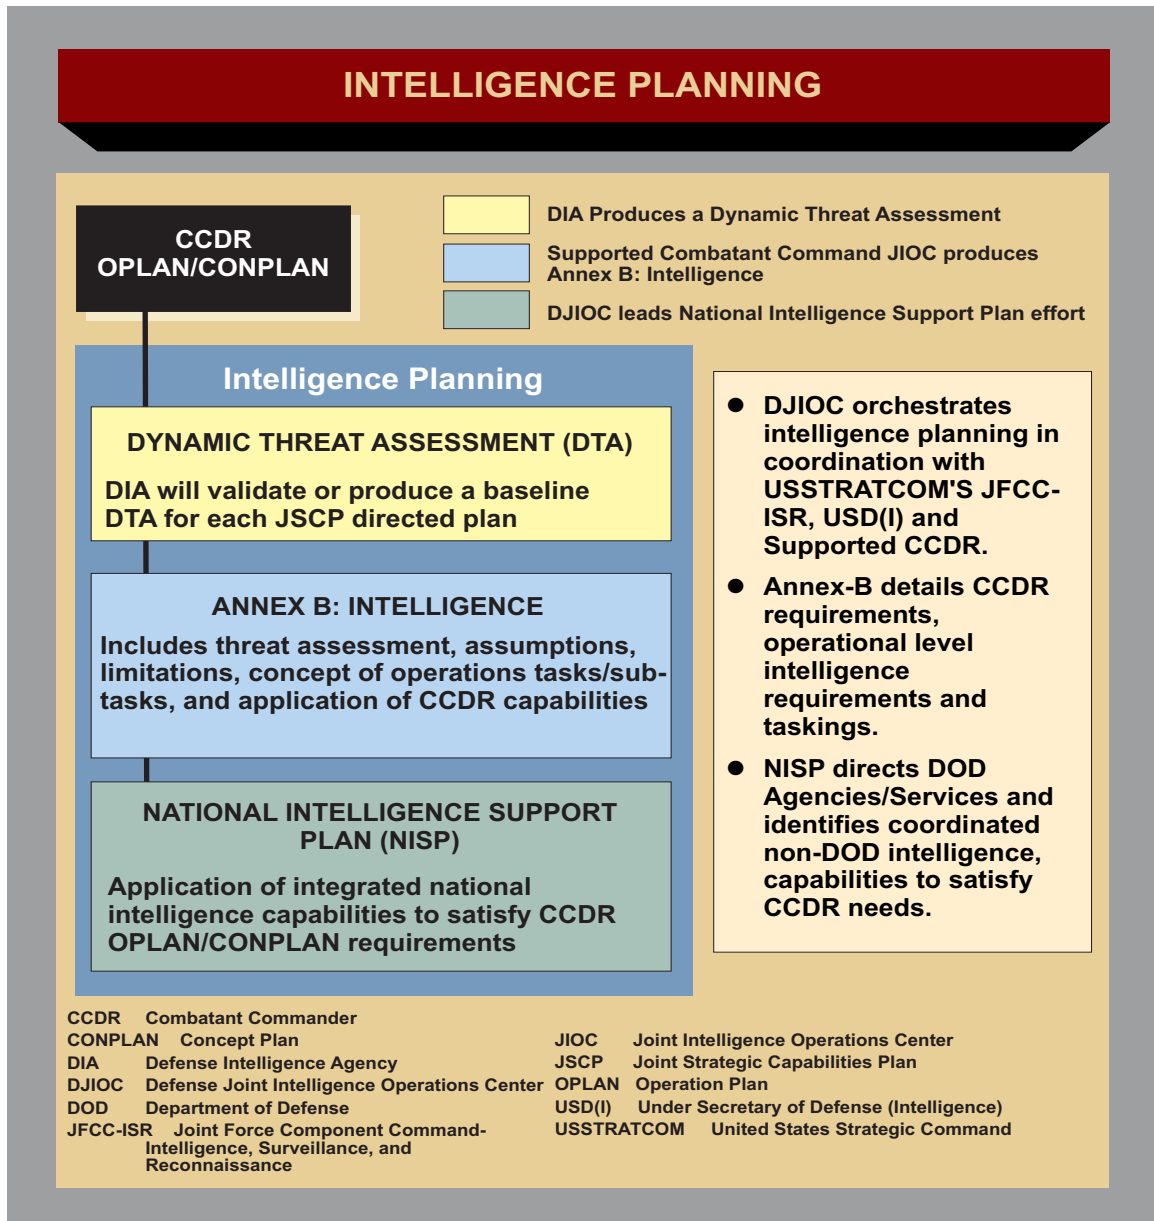 INTELLIGENCE PLANNING
CCDR
OPLAN/CONPLAN
DIA Produces a Dynamic Threat Assessment
Supported Combatant Command JIOC produces
Annex B: Intelligence
DJIOC leads National Intelligence Support Plan effort
Intelligence Planning
DYNAMIC THREAT ASSESSMENT (DTA)
DIA will validate or produce a baseline
DTA for each JSCP directed plan
ANNEX B: INTELLIGENCE
Includes threat assessment, assumptions,
limitations, concept of operations tasks/sub-
tasks, and application of CCDR capabilities
NATIONAL INTELLIGENCE SUPPORT
PLAN (NISP)
Application of integrated national
intelligence capabilities to satisfy CCDR
OPLAN/CONPLAN requirements
● DJIOC orchestrates
intelligence planning in
coordination with
USSTRATCOM'S JFCC-
ISR, USD(I) and
Supported CCDR.
● Annex-B details CCDR
requirements,
operational level
intelligence
requirements and
taskings.
● NISP directs DOD
Agencies/Services and
identifies coordinated
non-DOD intelligence,
capabilities to satisfy
CCDR needs.
CCDR Combatant Commander
CONPLAN Concept Plan
DIA Defense Intelligence Agency
DJIOC Defense Joint Intelligence Operations Center
DOD Department of Defense
JFCC-ISR Joint Force Component Command-
Intelligence, Surveillance, and
Reconnaissance
JIOC Joint Intelligence Operations Center
JSCP Joint Strategic Capabilities Plan
OPLAN Operation Plan
USD(I) Under Secretary of Defense (Intelligence)
USSTRATCOM United States Strategic Command